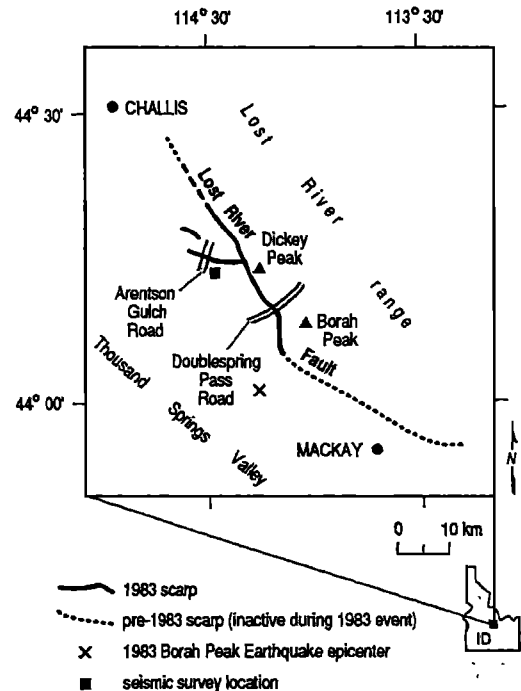 114° 30'
113° 30'
44° 30'
CHALLIS
Lost River range
Lost River Fault
Dickey Peak
Arentson Gulch Road
Borah Peak
Doublespring Pass Road
44° 00'
Thousand Springs Valley
MACKAY
N
0 10 km
1983 scarp
pre-1983 scarp (inactive during 1983 event)
1983 Borah Peak Earthquake epicenter
seismic survey location
ID